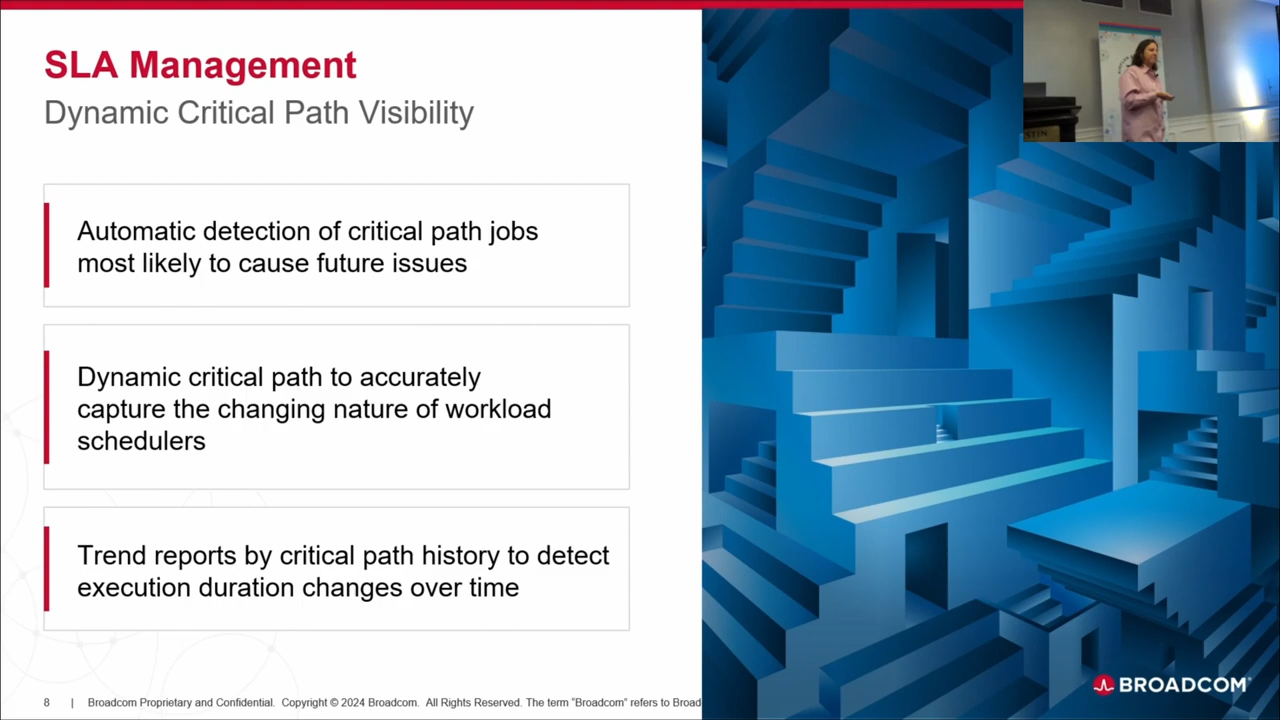 SLA Management
Dynamic Critical Path Visibility
Automatic detection of critical path jobs
most likely to cause future issues
Dynamic critical path to accurately
capture the changing nature of workload
schedulers
Trend reports by critical path history to detect
execution duration changes over time
8 | Broadcom Proprietary and Confidential. Copyright © 2024 Broadcom. All Rights Reserved. The term “Broadcom” refers to Broad
BROADCOM